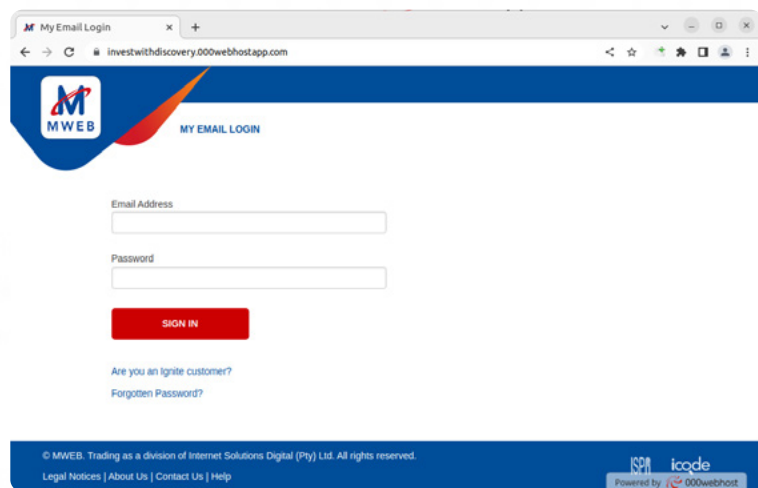 My Email Login
investwithdiscovery.000webhostapp.com
MWEB
MY EMAIL LOGIN
Email Address
Password
SIGN IN
Are you an Ignite customer?
Forgotten Password?
© MWEB. Trading as a division of Internet Solutions Digital (Pty) Ltd. All rights reserved.
Legal Notices | About Us | Contact Us | Help
ISPA icode
Powered by 000webhost